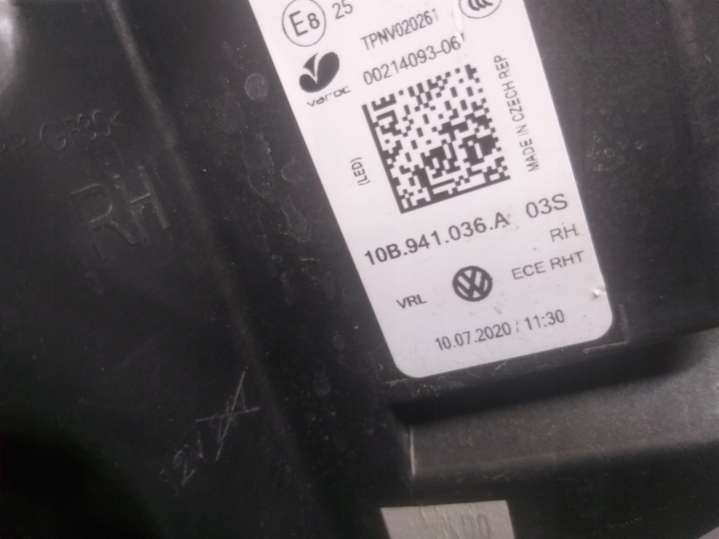 E8 25
TPNV020261
varoc
00214093-06
(LED)
MADE IN CZECH REP
10B.941.036.A 03S
RH
VRL
ECE RHT
10.07.2020 / 11:30
RH